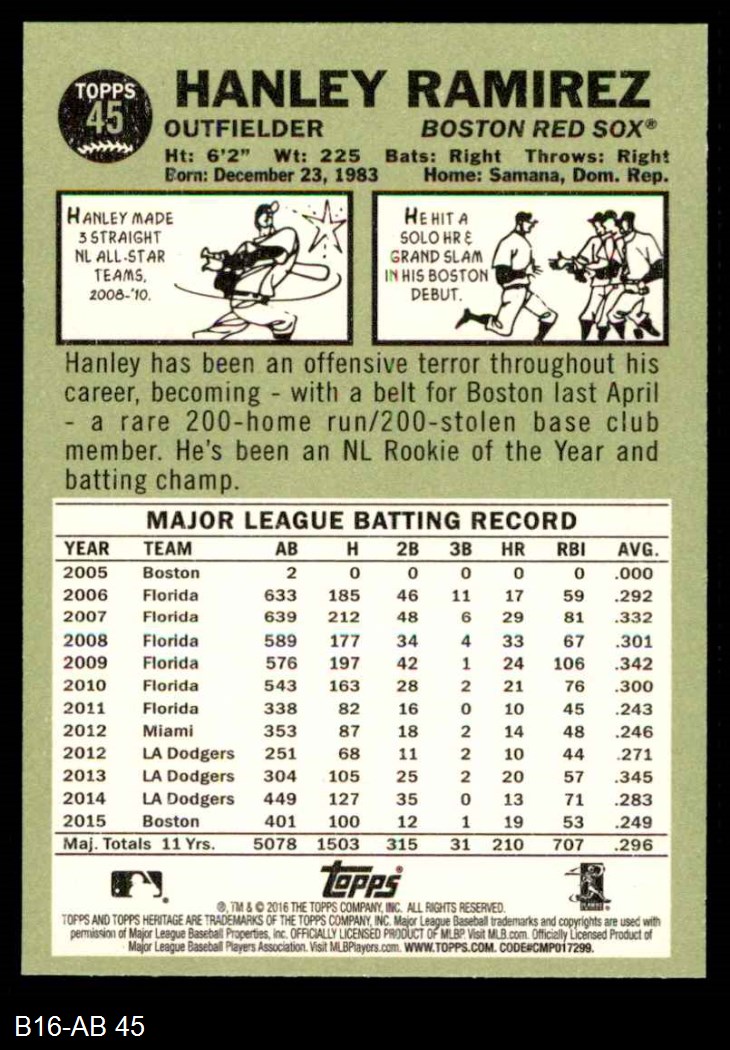 TOPPS
45
HANLEY RAMIREZ
OUTFIELDER BOSTON RED SOX®
Ht: 6'2" Wt: 225 Bats: Right Throws: Right
Born: December 23, 1983 Home: Samana, Dom. Rep.
HANLEY MADE
3 STRAIGHT
NL ALL-STAR
TEAMS,
2008-'10.
HE HIT A
SOLO HR &
GRAND SLAM
IN HIS BOSTON
DEBUT.
Hanley has been an offensive terror throughout his
career, becoming - with a belt for Boston last April
- a rare 200-home run/200-stolen base club
member. He's been an NL Rookie of the Year and
batting champ.
MAJOR LEAGUE BATTING RECORD
YEAR TEAM AB H 2B 3B HR RBI AVG.
2005 Boston 2 0 0 0 0 0 .000
2006 Florida 633 185 46 11 17 59 .292
2007 Florida 639 212 48 6 29 81 .332
2008 Florida 589 177 34 4 33 67 .301
2009 Florida 576 197 42 1 24 106 .342
2010 Florida 543 163 28 2 21 76 .300
2011 Florida 338 82 16 0 10 45 .243
2012 Miami 353 87 18 2 14 48 .246
2012 LA Dodgers 251 68 11 2 10 44 .271
2013 LA Dodgers 304 105 25 2 20 57 .345
2014 LA Dodgers 449 127 35 0 13 71 .283
2015 Boston 401 100 12 1 19 53 .249
Maj. Totals 11 Yrs. 5078 1503 315 31 210 707 .296
Topps
®, TM & © 2016 THE TOPPS COMPANY, INC. ALL RIGHTS RESERVED.
TOPPS AND TOPPS HERITAGE ARE TRADEMARKS OF THE TOPPS COMPANY, INC. Major League Baseball trademarks and copyrights are used with
permission of Major League Baseball Properties, Inc. OFFICIALLY LICENSED PRODUCT OF MLBP. Visit MLB.com. Officially Licensed Product of
Major League Baseball Players Association. Visit MLBPlayers.com. WWW.TOPPS.COM. CODE#CMP017299.
B16-AB 45